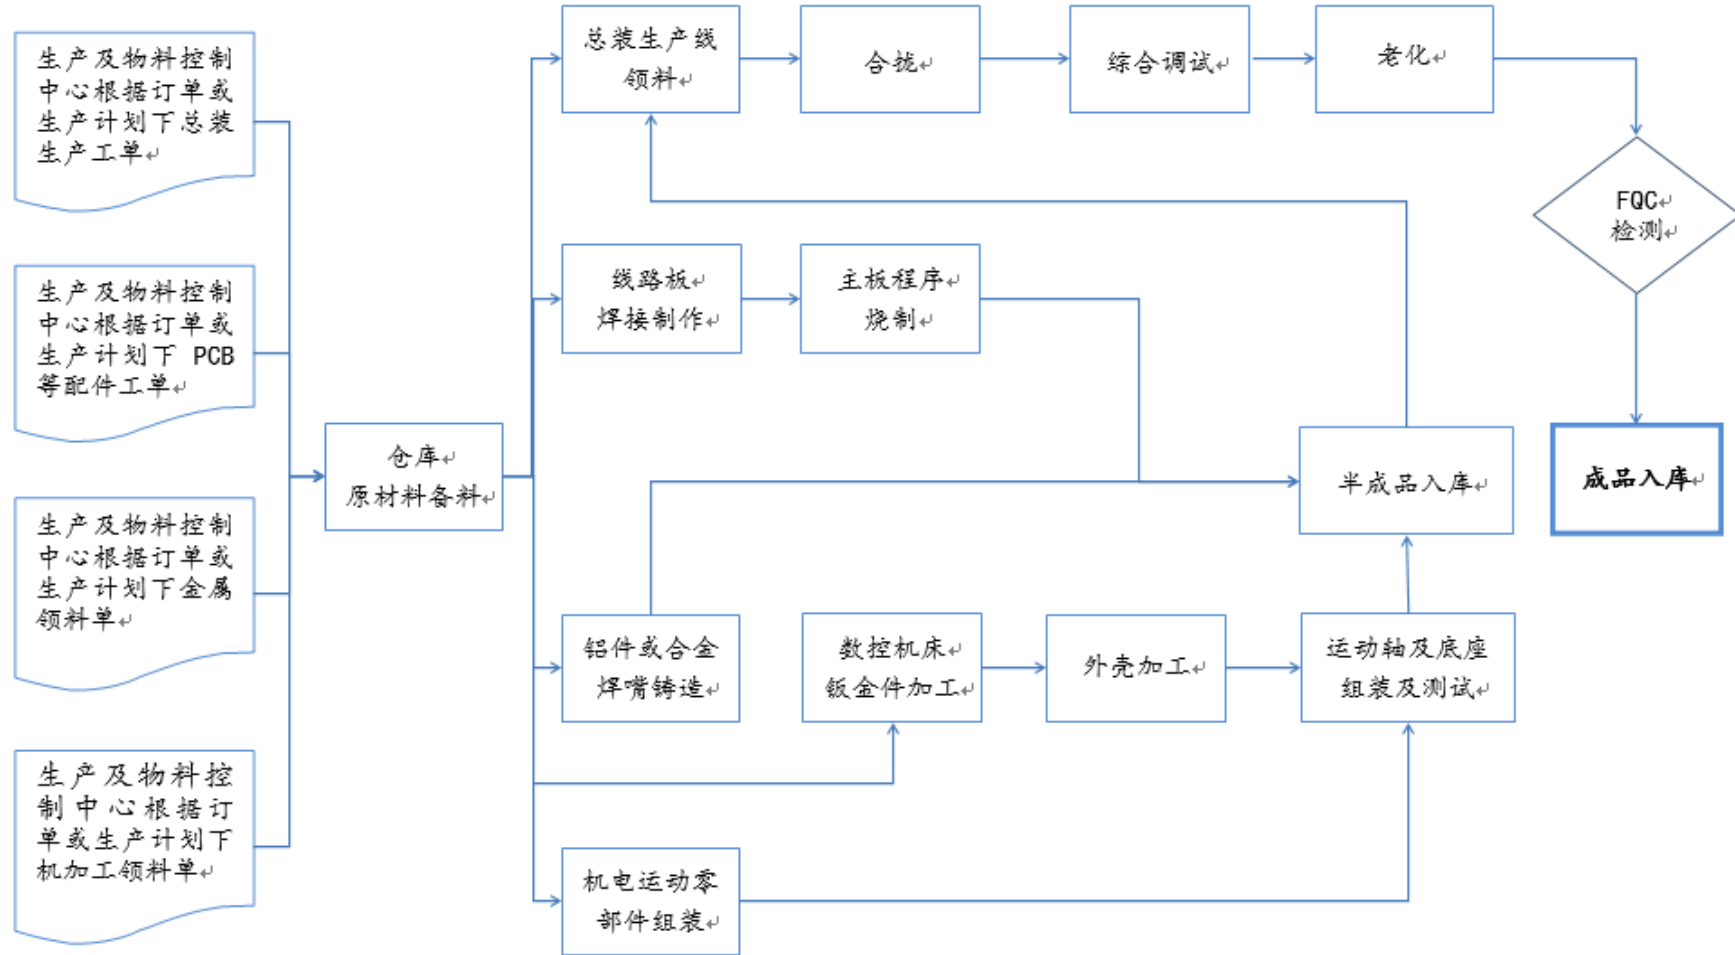 生产及物料控制
中心根据订单或
生产计划下总装
生产工单
生产及物料控制
中心根据订单或
生产计划下 PCB
等配件工单
生产及物料控制
中心根据订单或
生产计划下金属
领料单
生产及物料控
制中心根据订
单或生产计划下
机加工领料单
仓库
原材料备料
总装生产线
领料
合拢
综合调试
老化
FQC
检测
成品入库
线路板
焊接制作
主板程序
烧制
半成品入库
铝件或合金
焊嘴铸造
数控机床
钣金件加工
外壳加工
运动轴及底座
组装及测试
机电运动零
部件组装